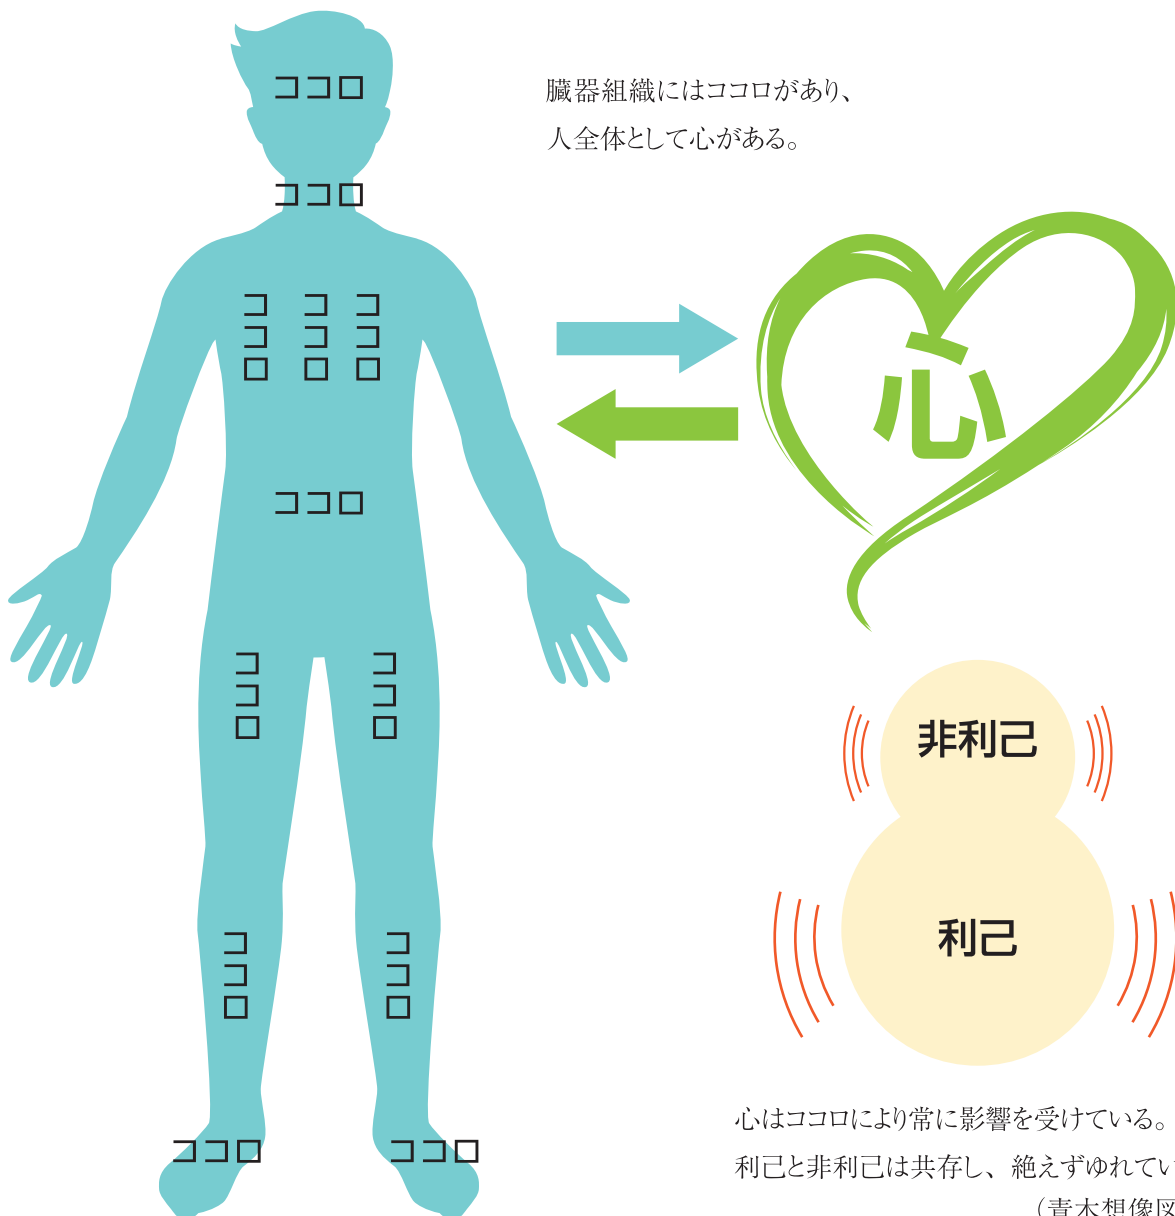 ココロ
臓器組織にはココロがあり、
人全体として心がある。
ココロ
ココロ
ココロ
ココロ
心
ココロ
ココロ
ココロ
非利己
利己
ココロ
ココロ
心はココロにより常に影響を受けている。
利己と非利己は共存し、絶えずゆれてい
ココロ
ココロ
（青木想像図